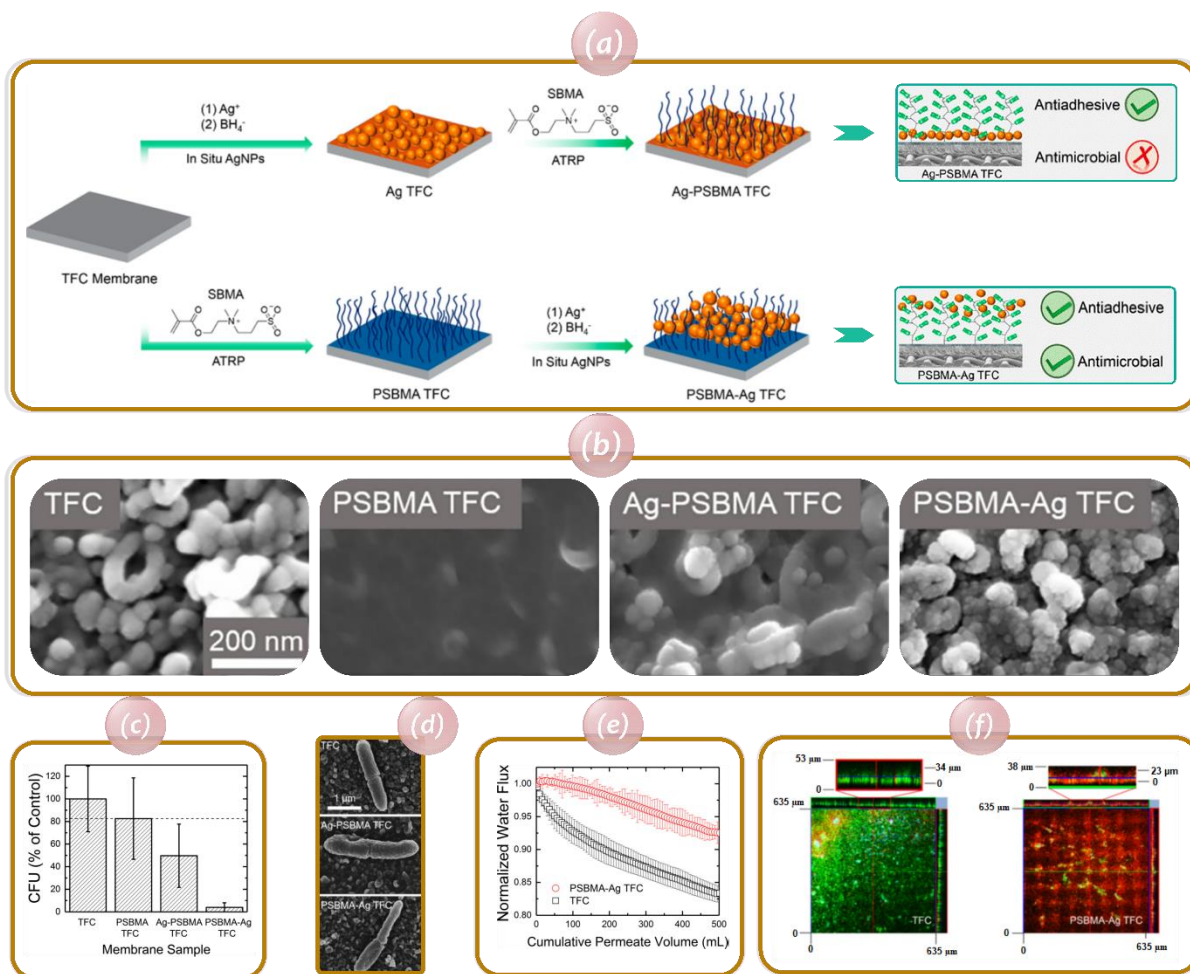 (a)
(1) Ag⁺
(2) BH₄⁻
In Situ AgNPs
Ag TFC
SBMA
O
O
N⁺
S
O⁻
O
O
ATRP
Ag-PSBMA TFC
Antiadhesive
Antimicrobial
Ag-PSBMA TFC
TFC Membrane
SBMA
O
O
N⁺
S
O⁻
O
O
ATRP
PSBMA TFC
(1) Ag⁺
(2) BH₄⁻
In Situ AgNPs
PSBMA-Ag TFC
Antiadhesive
Antimicrobial
PSBMA-Ag TFC
(b)
TFC
200 nm
PSBMA TFC
Ag-PSBMA TFC
PSBMA-Ag TFC
(c)
CFU (% of Control)
120
100
80
60
40
20
0
TFC
PSBMA
TFC
Ag-PSBMA
TFC
PSBMA-Ag
TFC
Membrane Sample
(d)
TFC
1 µm
Ag-PSBMA TFC
PSBMA-Ag TFC
(e)
Normalized Water Flux
1.00
0.95
0.90
0.85
0.80
PSBMA-Ag TFC
TFC
0
100
200
300
400
500
Cumulative Permeate Volume (mL)
(f)
53 µm
0
34 µm
0
635 µm
0
TFC
0
635 µm
38 µm
0
23 µm
0
635 µm
0
PSBMA-Ag TFC
0
635 µm